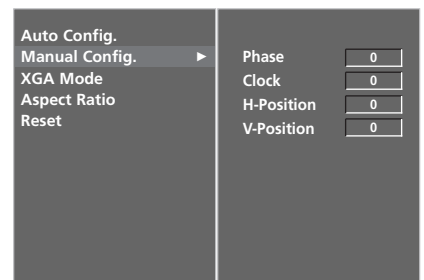 Auto Config.
Manual Config. ►
XGA Mode
Aspect Ratio
Reset
Phase 0
Clock 0
H-Position 0
V-Position 0